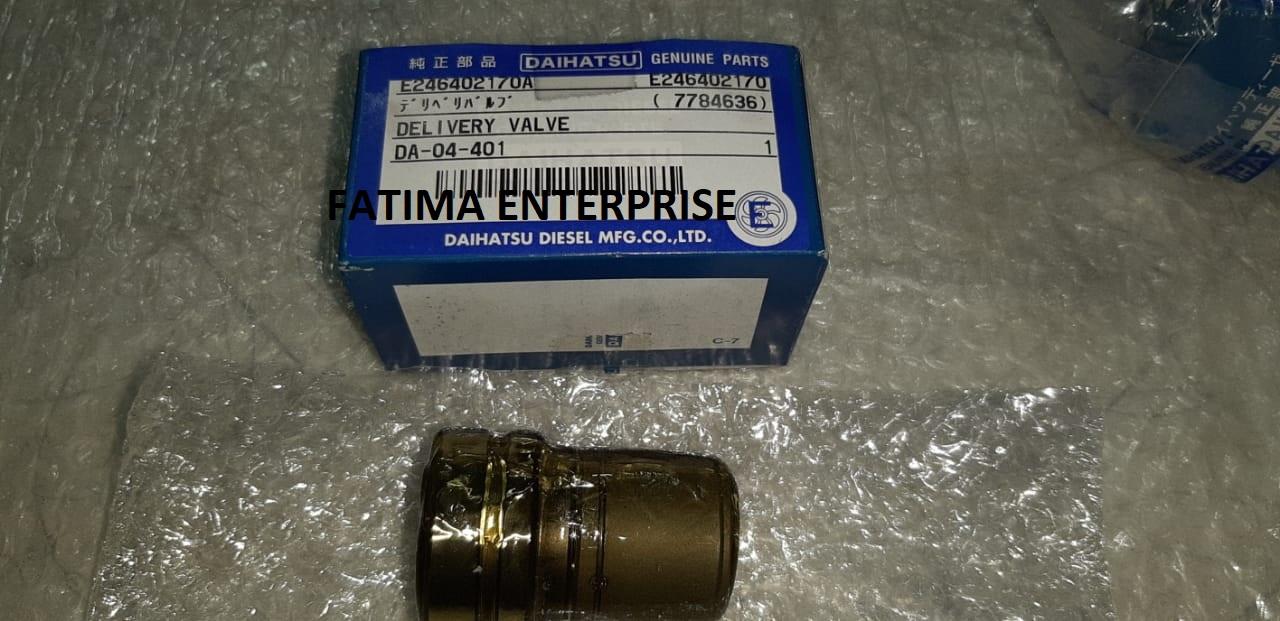 純正部品 DAIHATSU GENUINE PARTS
E246402170A E246402170
デリベリバルブ (7784636)
DELIVERY VALVE
DA-04-401 1
FATIMA ENTERPRISE
E
DAIHATSU DIESEL MFG.CO.,LTD.
C-7